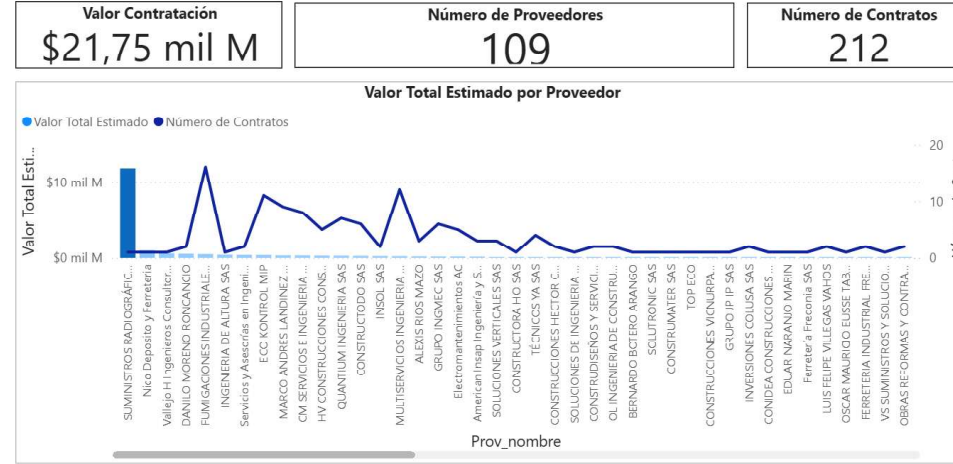 Valor Contratación
$21,75 mil M
Número de Proveedores
109
Número de Contratos
212
Valor Total Estimado por Proveedor
Valor Total Estimado Número de Contratos
Valor Total Esti...
$10 mil M
$0 mil M
20
10
0
SUMINISTROS RADIOGRÁFIC...
Nico Deposito y Ferretería
Vallejo H Ingenieros Consultor...
DANILO MORENO RONCANCIO
FUMIGACIONES INDUSTRIALE...
INGENIERIA DE ALTURA SAS
Servicios y Asesorías en Ingeni...
ECC KONTROL MIP
MARCO ANDRES LANDINEZ ...
CM SERVICIOS E INGENIERIA ...
HV CONSTRUCCIONES CONS...
QUANTIUM INGENIERIA SAS
CONSTRUCTODO SAS
INSOL SAS
MULTISERVICIOS INGENIERIA ...
ALEXIS RIOS MAZO
GRUPO INGMEC SAS
Electromantenimientos AC
American Insap Ingeniería y S...
SOLUCIONES VERTICALES SAS
CONSTRUCTORA HO SAS
TÉCNICOS YA SAS
CONSTRUCCIONES HECTOR C...
SOLUCIONES DE INGENIERIA ...
CONSTRUDISEÑOS Y SERVICI...
OL INGENIERIA DE CONSTRU...
BERNARDO BOTERO ARANGO
SOLUTRONIC SAS
CONSTRUMATER SAS
TOP ECO
CONSTRUCCIONES VICNURPA...
GRUPO IP IP SAS
INVERSIONES COLUSA SAS
CONIDEA CONSTRUCCIONES ...
EDLAR NARANJO MARIN
Ferretería Freconia SAS
LUIS FELIPE VILLEGAS VAHOS
OSCAR MAURICIO EUSSE TAB...
FERRETERIA INDUSTRIAL FRE...
VS SUMINISTROS Y SOLUCIO...
OBRAS REFORMAS Y CONTRA...
Prov_nombre